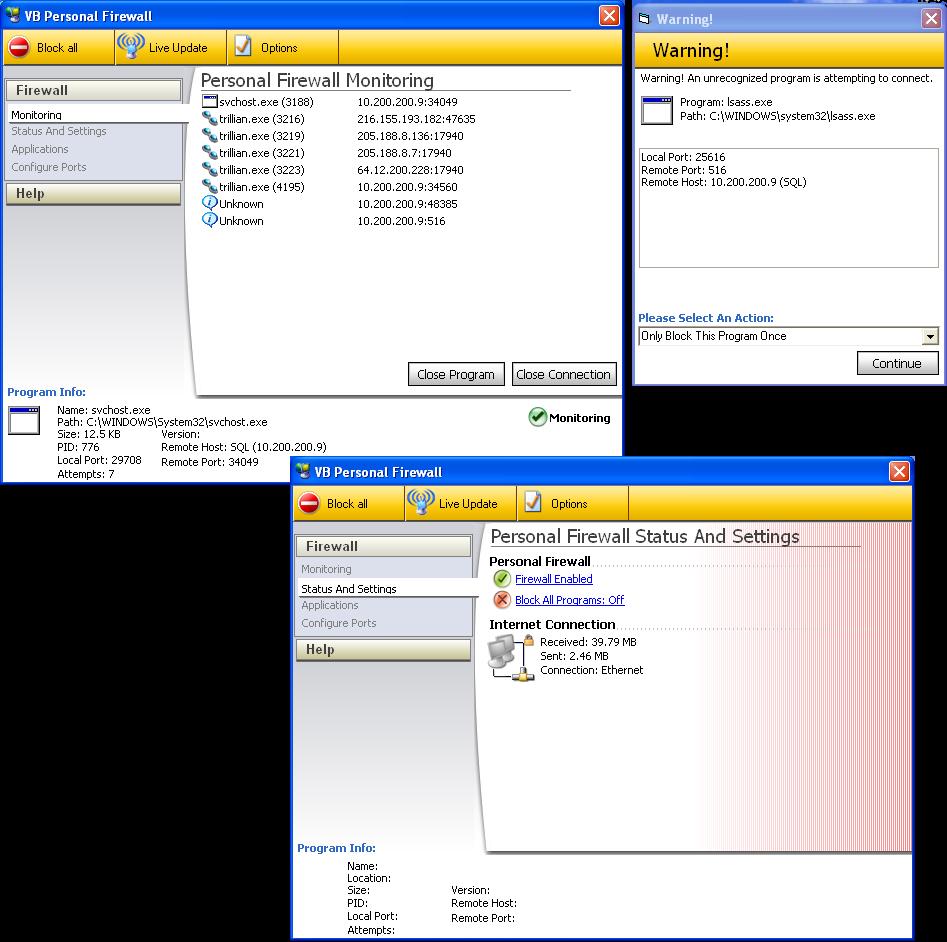 VB Personal Firewall
Block all
Live Update
Options
Firewall
Monitoring
Status And Settings
Applications
Configure Ports
Help
Personal Firewall Monitoring
svchost.exe (3188) 10.200.200.9:34049
trillian.exe (3216) 216.155.193.182:47635
trillian.exe (3219) 205.188.8.136:17940
trillian.exe (3221) 205.188.8.7:17940
trillian.exe (3223) 64.12.200.228:17940
trillian.exe (4195) 10.200.200.9:34560
Unknown 10.200.200.9:48385
Unknown 10.200.200.9:516
Close Program
Close Connection
Program Info:
Name: svchost.exe
Path: C:\WINDOWS\System32\svchost.exe
Size: 12.5 KB Version:
PID: 776 Remote Host: SQL (10.200.200.9)
Local Port: 29708 Remote Port: 34049
Attempts: 7
Monitoring
Warning!
Warning!
Warning! An unrecognized program is attempting to connect.
Program: lsass.exe
Path: C:\WINDOWS\system32\lsass.exe
Local Port: 25616
Remote Port: 516
Remote Host: 10.200.200.9 (SQL)
Please Select An Action:
Only Block This Program Once
Continue
VB Personal Firewall
Block all
Live Update
Options
Firewall
Monitoring
Status And Settings
Applications
Configure Ports
Help
Personal Firewall Status And Settings
Personal Firewall
Firewall Enabled
Block All Programs: Off
Internet Connection
Received: 39.79 MB
Sent: 2.46 MB
Connection: Ethernet
Program Info:
Name:
Location:
Size: Version:
PID: Remote Host:
Local Port: Remote Port:
Attempts: